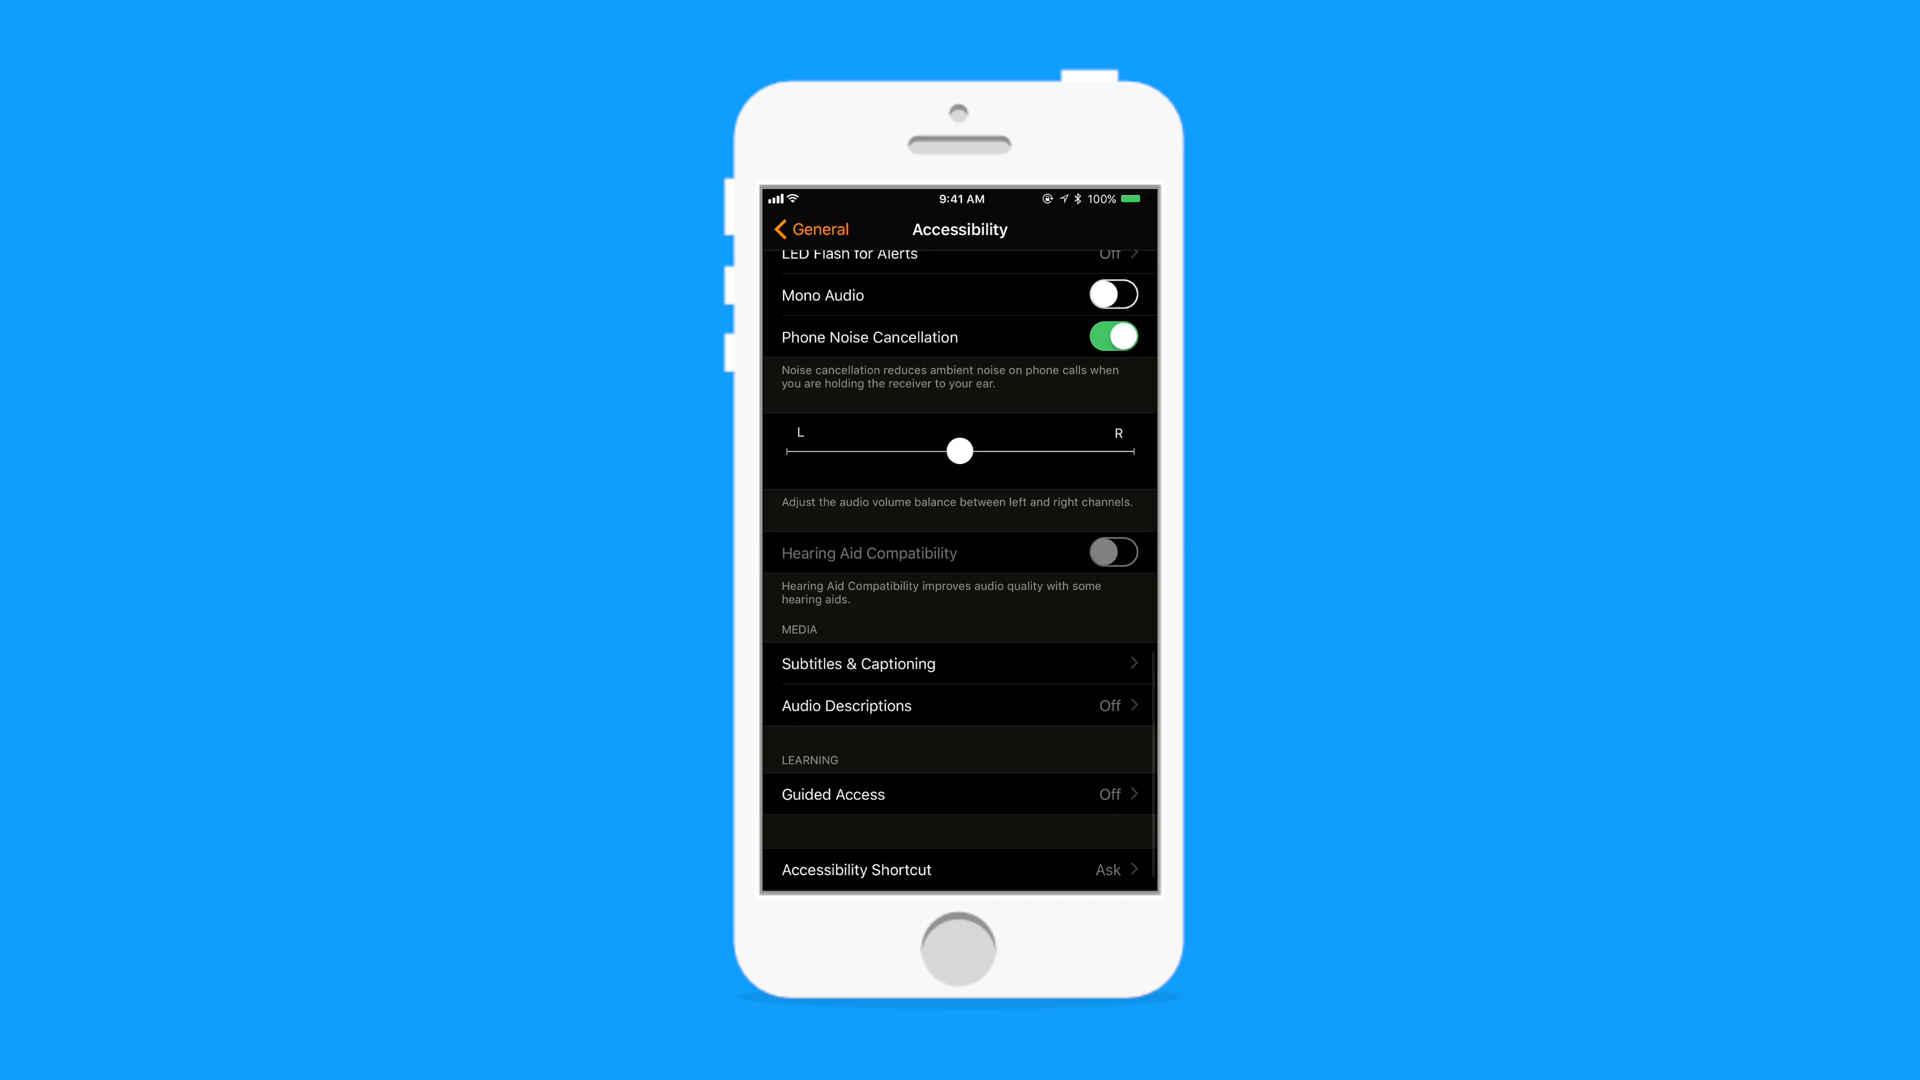 9:41 AM
100%
General
Accessibility
LED Flash for Alerts
Off
Mono Audio
Phone Noise Cancellation
Noise cancellation reduces ambient noise on phone calls when
you are holding the receiver to your ear.
L
R
Adjust the audio volume balance between left and right channels.
Hearing Aid Compatibility
Hearing Aid Compatibility improves audio quality with some
hearing aids.
MEDIA
Subtitles & Captioning
Audio Descriptions
Off
LEARNING
Guided Access
Off
Accessibility Shortcut
Ask